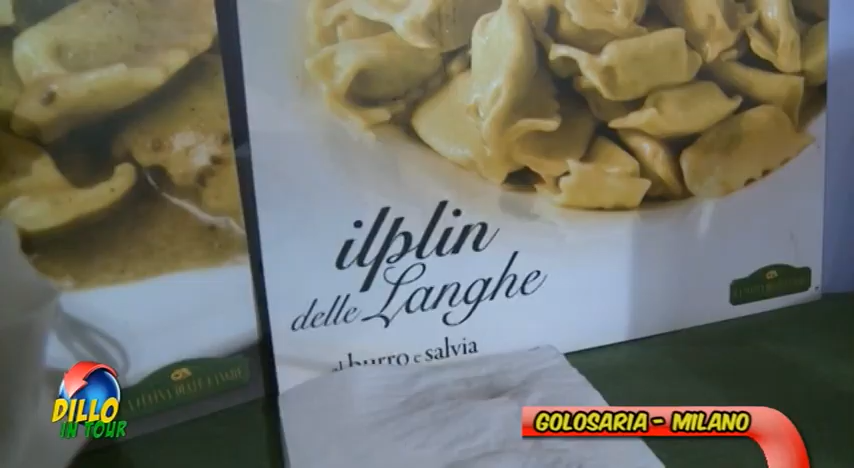 ilplin
delle Langhe
al burro e salvia
DILLO
IN TOUR
GOLOSARIA - MILANO